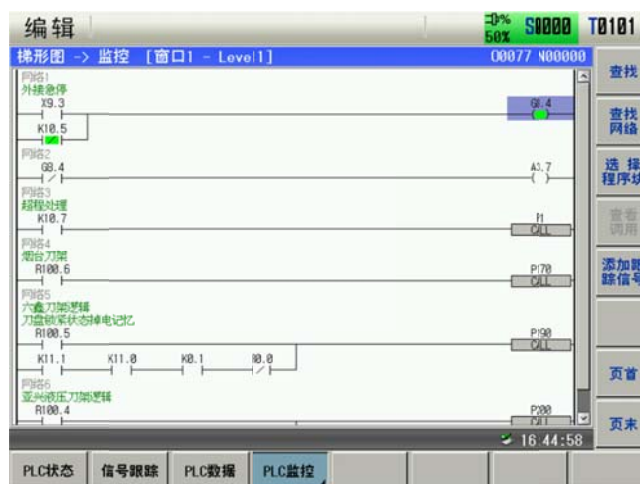 编辑
50%
S0000
T0101
梯形图 -> 监控 [窗口1 - Level1]
O0077 N00000
网络1
外接急停
X9.3
G8.4
K10.5
网络2
G8.4
A3.7
网络3
超程处理
K10.7
P1
CALL
网络4
烟台刀架
R100.6
P170
CALL
网络5
六鑫刀架逻辑
刀盘锁紧状态掉电记忆
R100.5
P190
CALL
K11.1 K11.0 K0.1
网络6
亚兴液压刀架逻辑
R100.4
P200
CALL
16:44:58
查找
查找
网络
选 择
程序块
查看
调用
添加跟
踪信号
页首
页末
PLC状态 信号跟踪 PLC数据 PLC监控